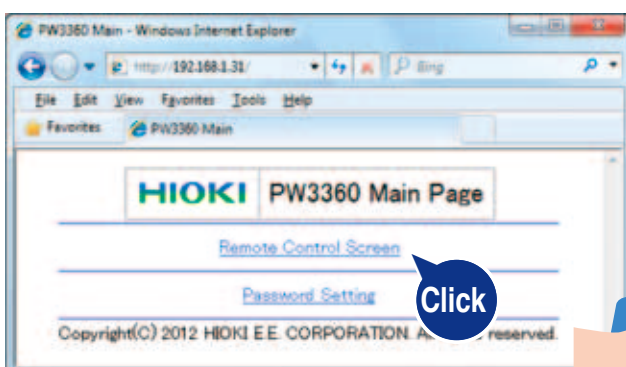 PW3360 Main - Windows Internet Explorer
http://192.168.1.31/
Bing
File Edit View Favorites Tools Help
Favorites PW3360 Main
HIOKI PW3360 Main Page
Remote Control Screen
Password Setting
Click
Copyright(C) 2012 HIOKI E.E. CORPORATION. reserved.